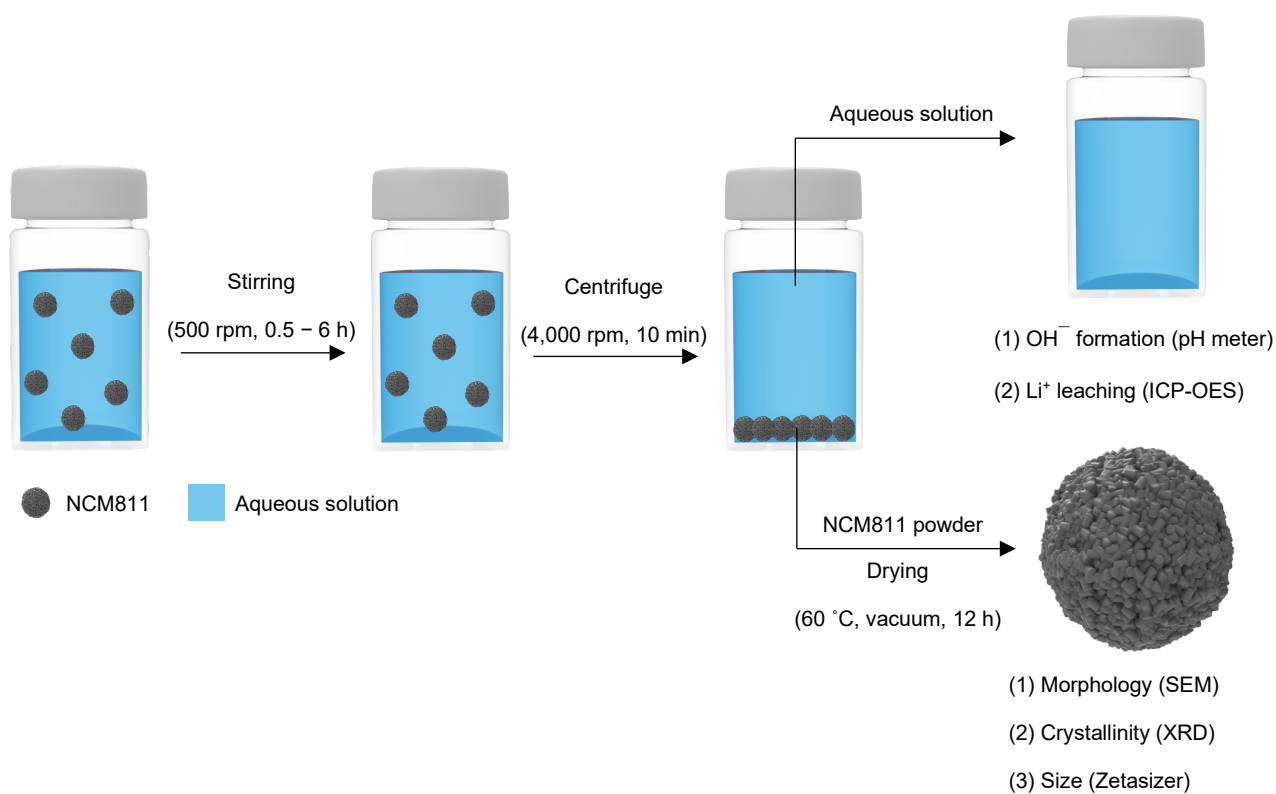 Stirring
(500 rpm, 0.5 − 6 h)
Centrifuge
(4,000 rpm, 10 min)
Aqueous solution
(1) OH⁻ formation (pH meter)
(2) Li⁺ leaching (ICP-OES)
NCM811
Aqueous solution
NCM811 powder
Drying
(60 ˚C, vacuum, 12 h)
(1) Morphology (SEM)
(2) Crystallinity (XRD)
(3) Size (Zetasizer)